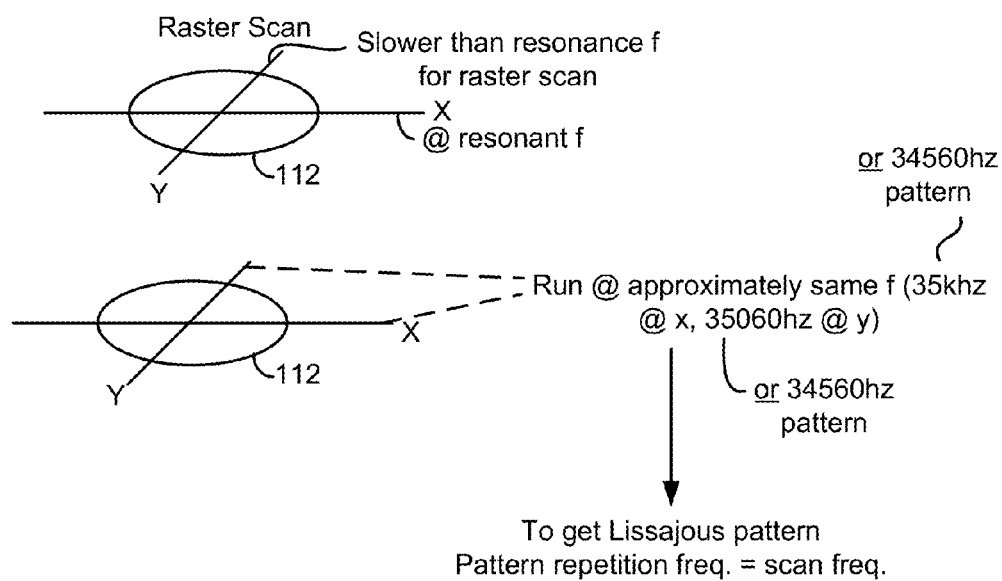 Raster Scan
Slower than resonance f
for raster scan
X
@ resonant f
112
Y
or 34560hz
pattern
Run @ approximately same f (35khz
@ x, 35060hz @ y)
X
112
Y
or 34560hz
pattern
To get Lissajous pattern
Pattern repetition freq. = scan freq.